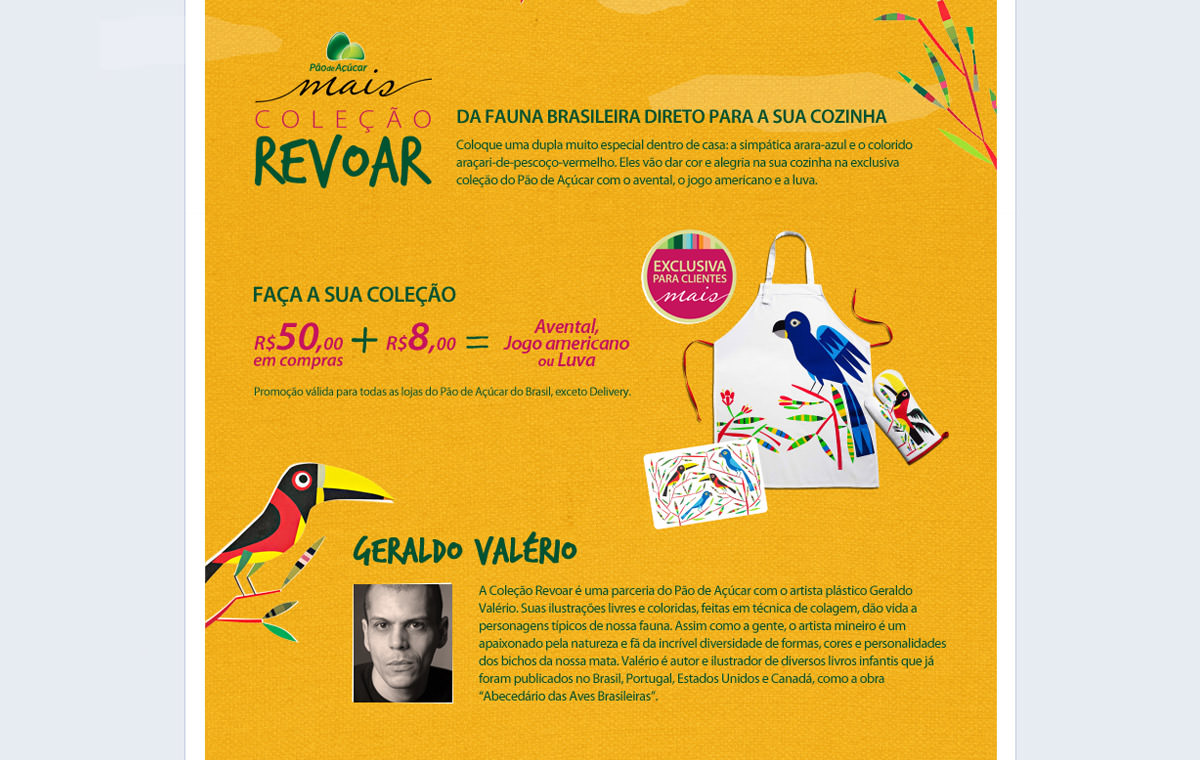 Pão de Açúcar
mais
COLEÇÃO
REVOAR
DA FAUNA BRASILEIRA DIRETO PARA A SUA COZINHA
Coloque uma dupla muito especial dentro de casa: a simpática arara-azul e o colorido
araçari-de-pescoço-vermelho. Eles vão dar cor e alegria na sua cozinha na exclusiva
coleção do Pão de Açúcar com o avental, o jogo americano e a luva.
EXCLUSIVA
PARA CLIENTES
mais
FAÇA A SUA COLEÇÃO
R$50,00 + R$8,00 = Avental,
em compras
Jogo americano
ou Luva
Promoção válida para todas as lojas do Pão de Açúcar do Brasil, exceto Delivery.
GERALDO VALÉRIO
A Coleção Revoar é uma parceria do Pão de Açúcar com o artista plástico Geraldo
Valério. Suas ilustrações livres e coloridas, feitas em técnica de colagem, dão vida a
personagens típicos de nossa fauna. Assim como a gente, o artista mineiro é um
apaixonado pela natureza e fã da incrível diversidade de formas, cores e personalidades
dos bichos da nossa mata. Valério é autor e ilustrador de diversos livros infantis que já
foram publicados no Brasil, Portugal, Estados Unidos e Canadá, como a obra
“Abecedário das Aves Brasileiras”.